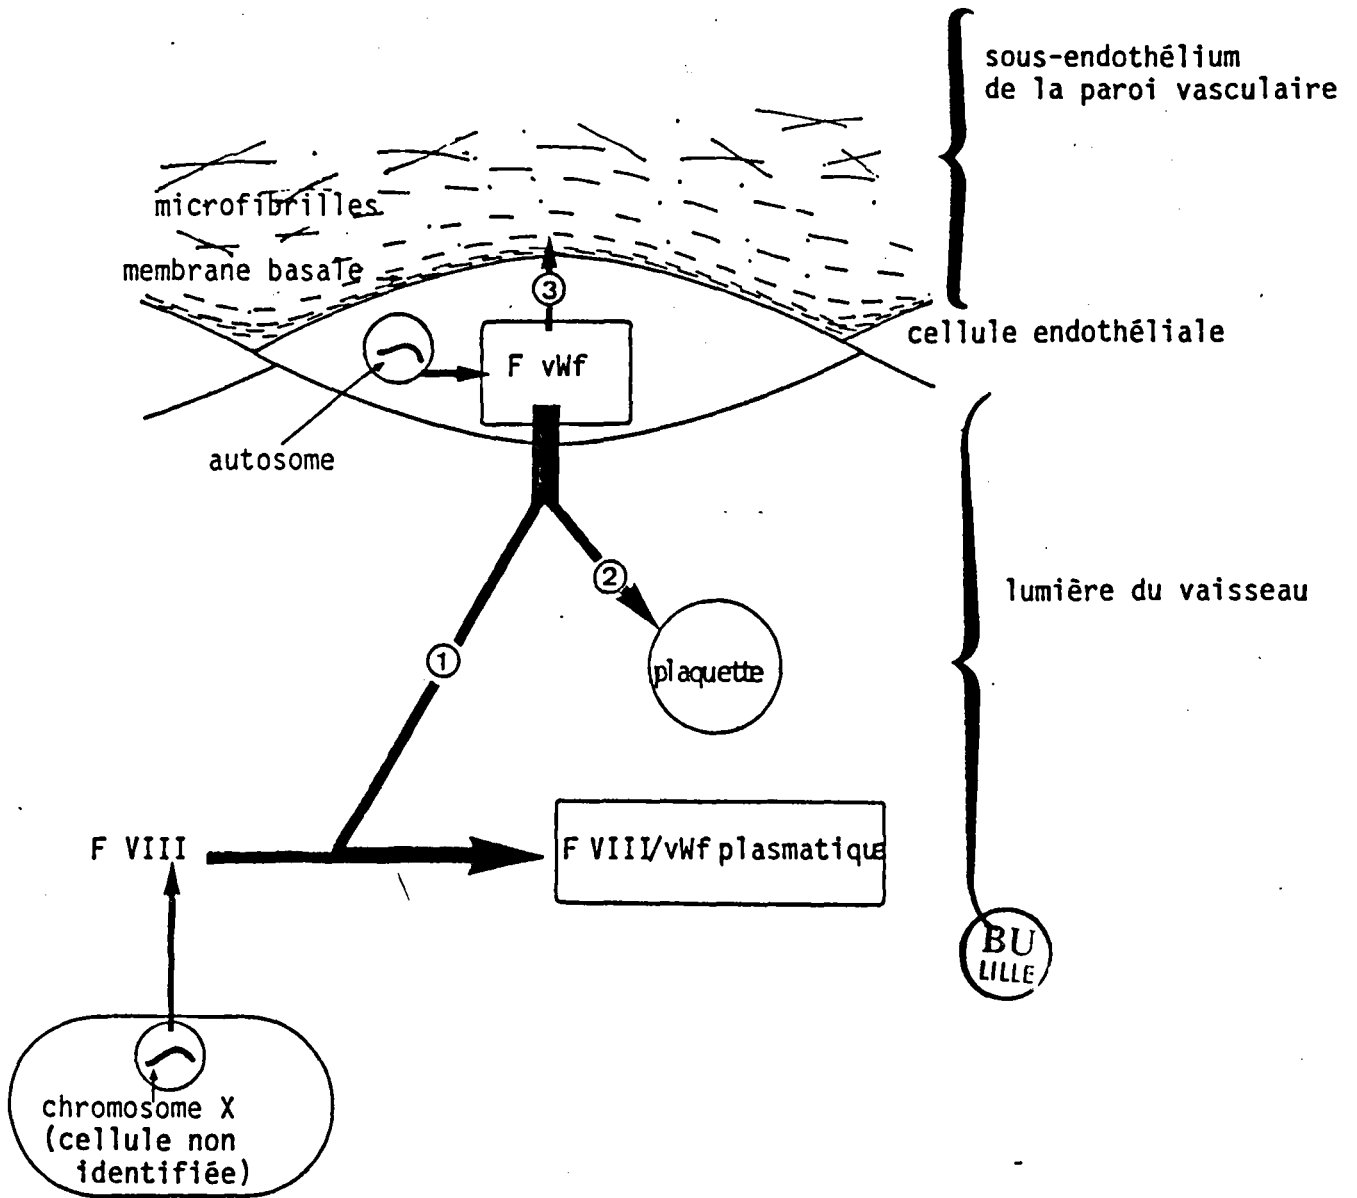 sous-endothélium
de la paroi vasculaire
microfibrilles
membrane basale
③
cellule endothéliale
F vWf
autosome
②
lumière du vaisseau
①
plaquette
F VIII
F VIII/vWf plasmatique
BU
LILLE
chromosome X
(cellule non
identifiée)